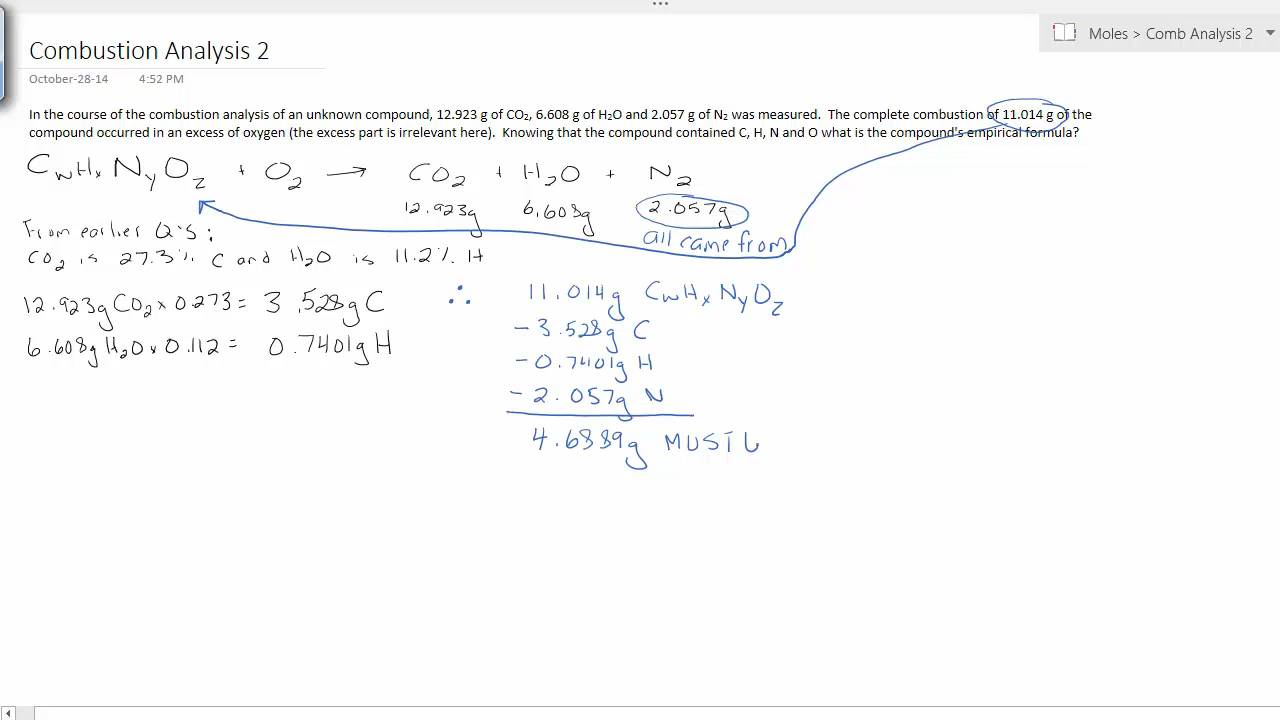 Moles > Comb Analysis 2
Combustion Analysis 2
October-28-14 4:52 PM
In the course of the combustion analysis of an unknown compound, 12.923 g of CO₂, 6.608 g of H₂O and 2.057 g of N₂ was measured. The complete combustion of 11.014 g of the
compound occurred in an excess of oxygen (the excess part is irrelevant here). Knowing that the compound contained C, H, N and O what is the compound's empirical formula?
CwHxNyOz + O₂ → CO₂ + H₂O + N₂
12.923g 6.608g 2.057g
all came from
From earlier Q's:
CO₂ is 27.3% C and H₂O is 11.2% H
12.923g CO₂ x 0.273 = 3.528g C
6.608g H₂O x 0.112 = 0.7401g H
∴ 11.014g CwHxNyOz
- 3.528g C
- 0.7401g H
- 2.057g N
4.6889g MUST